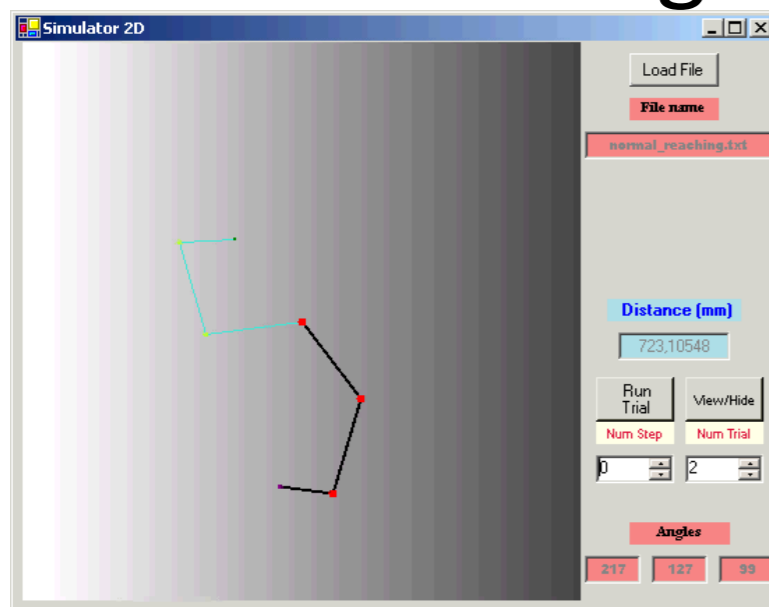 Simulator 2D
Load File
File name
normal_reaching.txt
Distance (mm)
723,10548
Run
Trial
View/Hide
Num Step
Num Trial
0
2
Angles
217
127
99